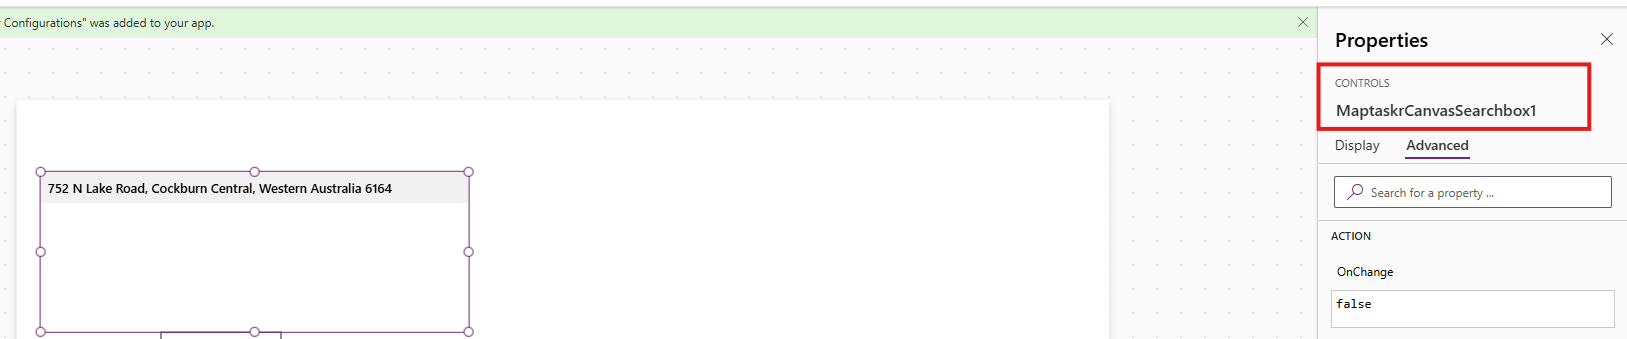 Configurations" was added to your app.
Properties
CONTROLS
MaptaskrCanvasSearchbox1
Display Advanced
752 N Lake Road, Cockburn Central, Western Australia 6164
Search for a property ...
ACTION
OnChange
false